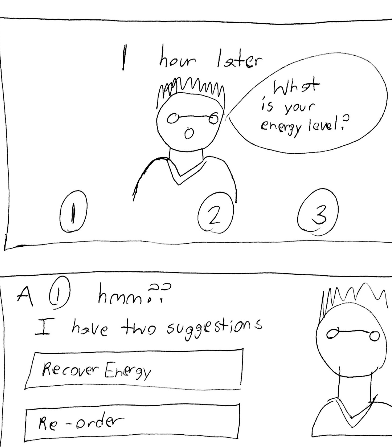 1 hour later
What
is your
energy level?
1 2 3
A 1 hmm??
I have two suggestions
Recover Energy
Re-order